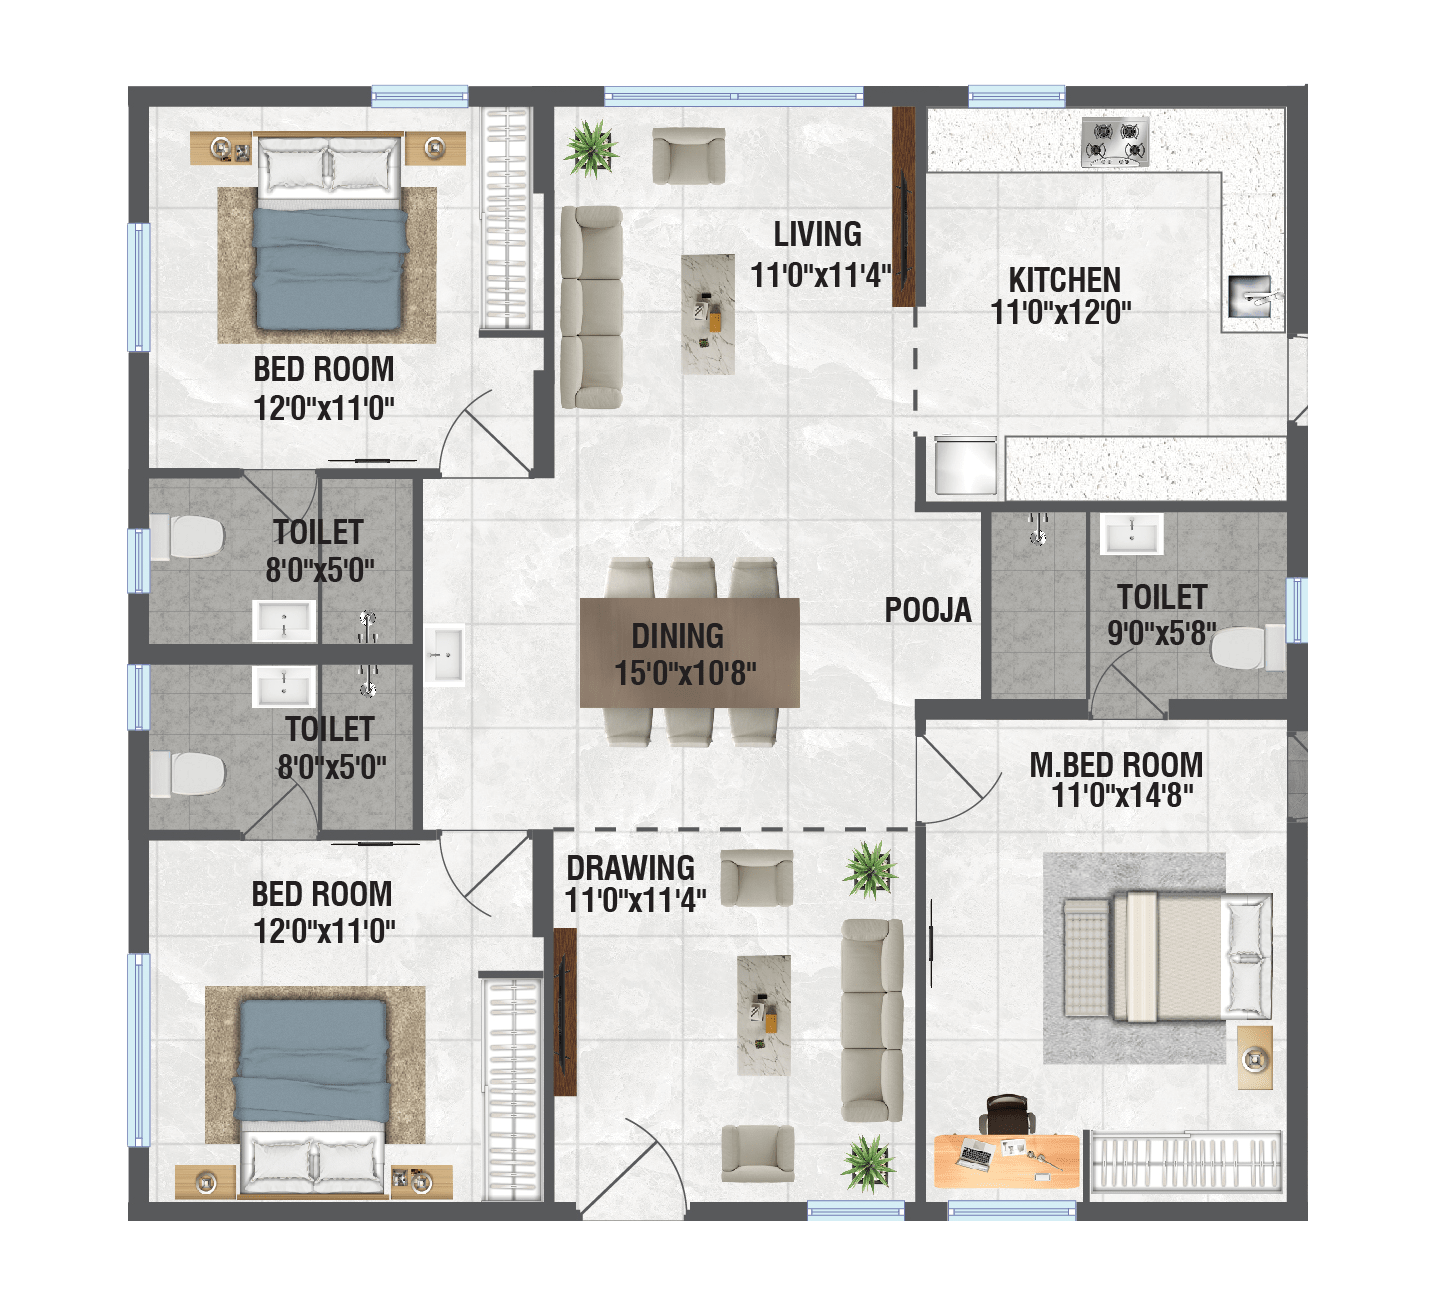 LIVING
11'0"x11'4"
KITCHEN
11'0"x12'0"
BED ROOM
12'0"x11'0"
TOILET
8'0"x5'0"
POOJA
TOILET
9'0"x5'8"
DINING
15'0"x10'8"
TOILET
8'0"x5'0"
M.BED ROOM
11'0"x14'8"
DRAWING
11'0"x11'4"
BED ROOM
12'0"x11'0"